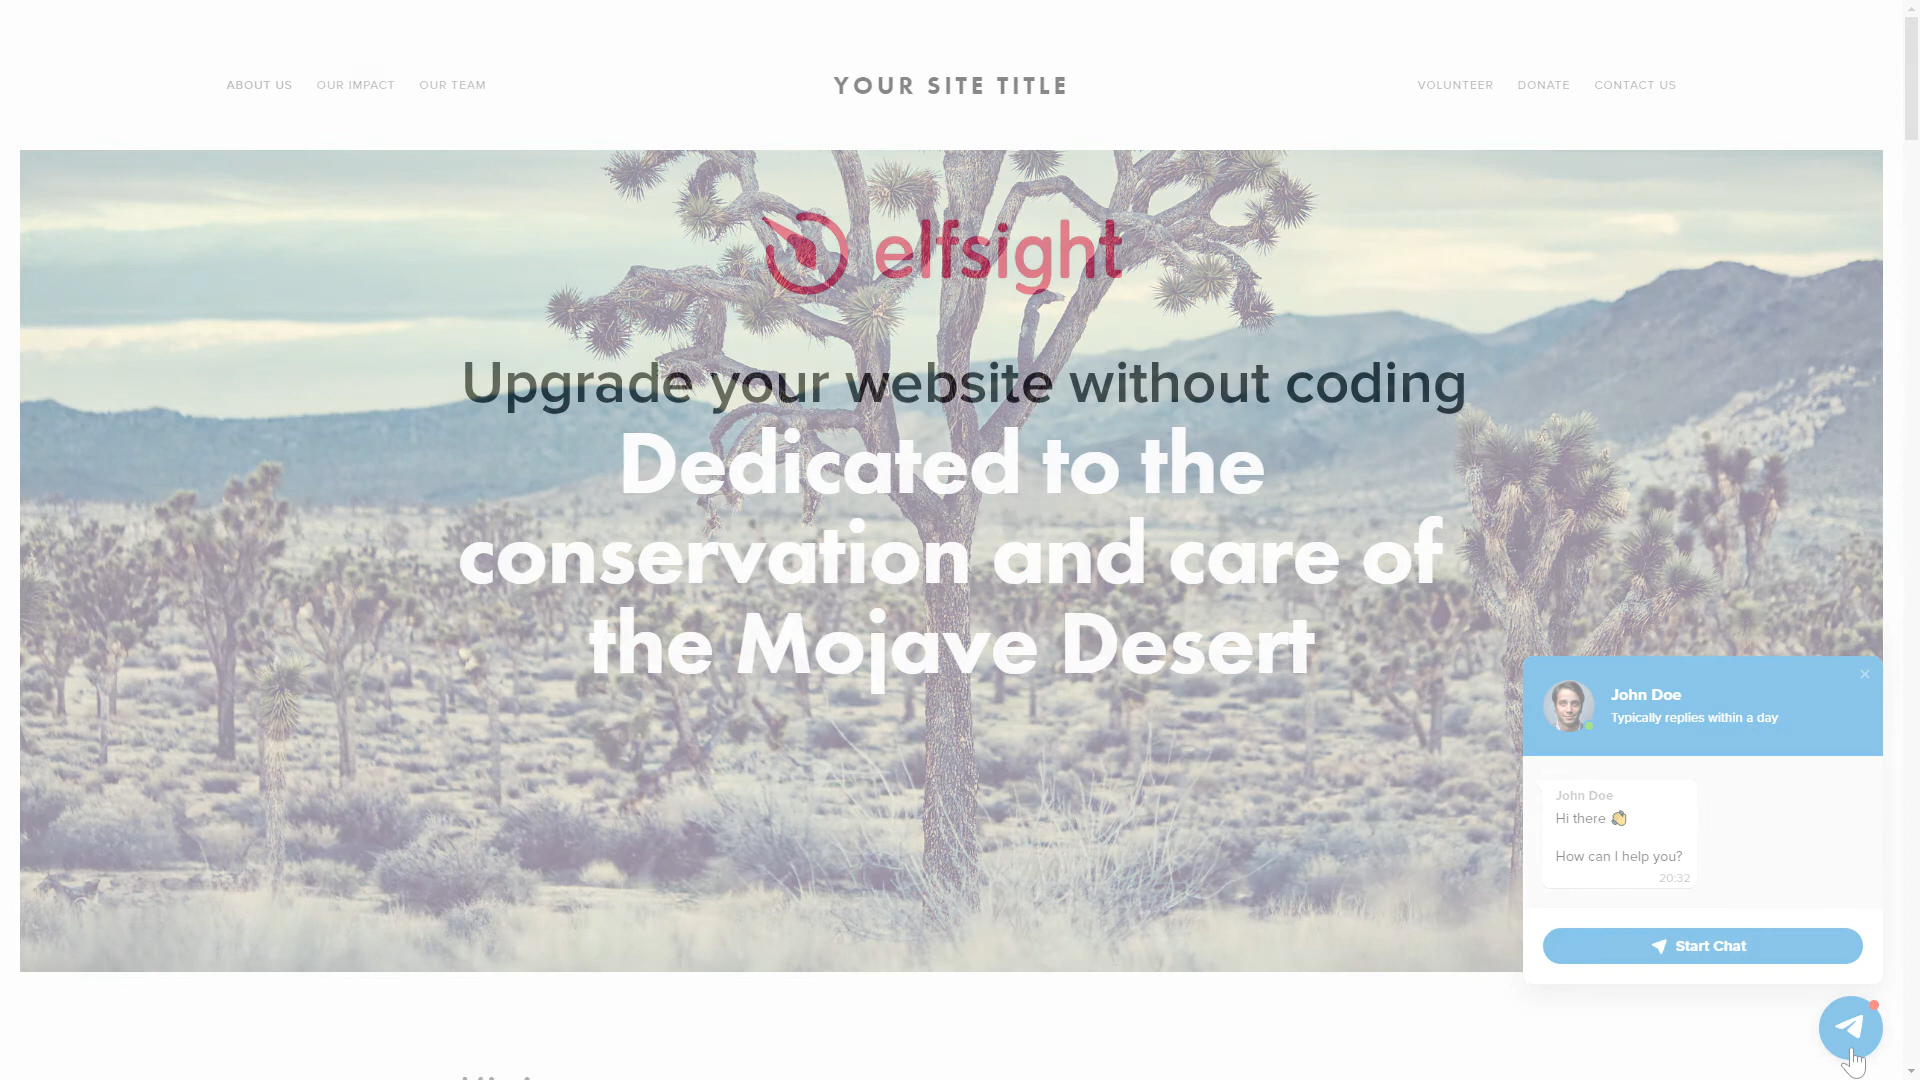 ABOUT US OUR IMPACT OUR TEAM YOUR SITE TITLE VOLUNTEER DONATE CONTACT US
elfsight
Upgrade your website without coding
Dedicated to the
conservation and care of
the Mojave Desert
John Doe
Typically replies within a day
John Doe
Hi there 👋
How can I help you?
20:32
Start Chat